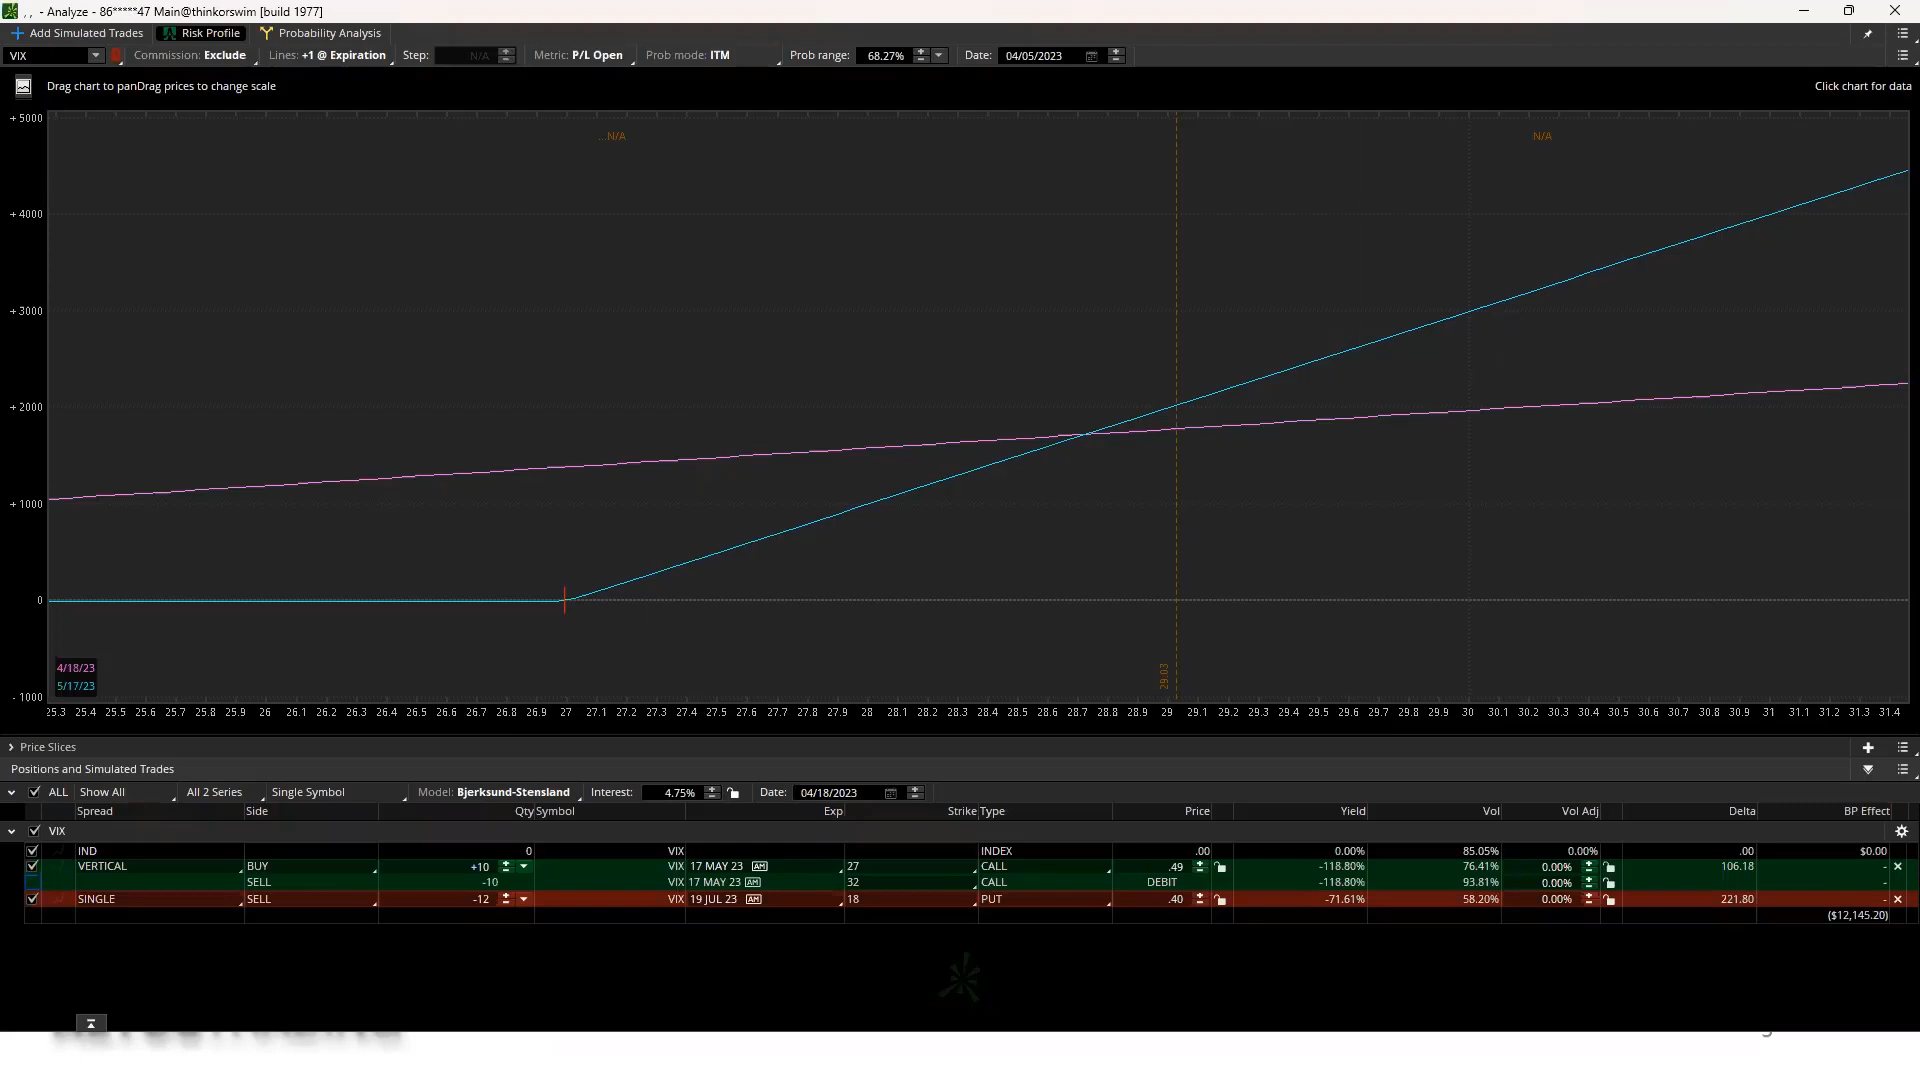 , , - Analyze - 86*****47 Main@thinkorswim [build 1977]
Add Simulated Trades Risk Profile Probability Analysis
VIX Commission: Exclude Lines: +1 @ Expiration Step: N/A Metric: P/L Open Prob mode: ITM Prob range: 68.27% Date: 04/05/2023
Drag chart to panDrag prices to change scale Click chart for data
+5000
...N/A N/A
+4000
+3000
+2000
+1000
0
29.03
4/18/23
5/17/23
-1000
25.3 25.4 25.5 25.6 25.7 25.8 25.9 26 26.1 26.2 26.3 26.4 26.5 26.6 26.7 26.8 26.9 27 27.1 27.2 27.3 27.4 27.5 27.6 27.7 27.8 27.9 28 28.1 28.2 28.3 28.4 28.5 28.6 28.7 28.8 28.9 29 29.1 29.2 29.3 29.4 29.5 29.6 29.7 29.8 29.9 30 30.1 30.2 30.3 30.4 30.5 30.6 30.7 30.8 30.9 31 31.1 31.2 31.3 31.4
Price Slices
Positions and Simulated Trades
ALL Show All All 2 Series Single Symbol Model: Bjerksund-Stensland Interest: 4.75% Date: 04/18/2023
Spread Side Qty Symbol Exp Strike Type Price Yield Vol Vol Adj Delta BP Effect
VIX
IND 0 VIX INDEX .00 0.00% 85.05% 0.00% .00 $0.00
VERTICAL BUY +10 VIX 17 MAY 23 AM 27 CALL .49 -118.80% 76.41% 0.00% 106.18 -
SELL -10 VIX 17 MAY 23 AM 32 CALL DEBIT -118.80% 93.81% 0.00% -
SINGLE SELL -12 VIX 19 JUL 23 AM 18 PUT .40 -71.61% 58.20% 0.00% 221.80 -
($12,145.20)